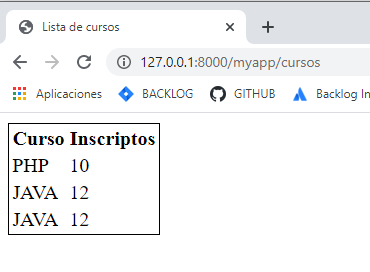 Lista de cursos
127.0.0.1:8000/myapp/cursos
Aplicaciones BACKLOG GITHUB Backlog In
Curso Inscriptos
PHP 10
JAVA 12
JAVA 12